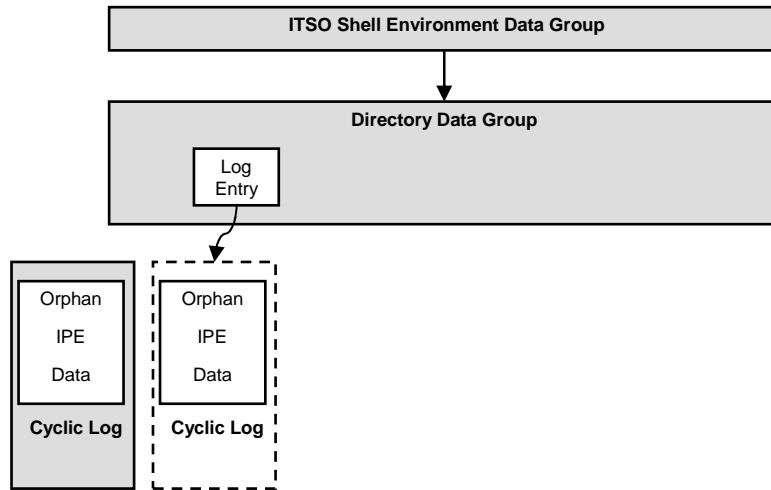 ITSO Shell Environment Data Group
Directory Data Group
Log
Entry
Orphan
IPE
Data
Cyclic Log
Orphan
IPE
Data
Cyclic Log